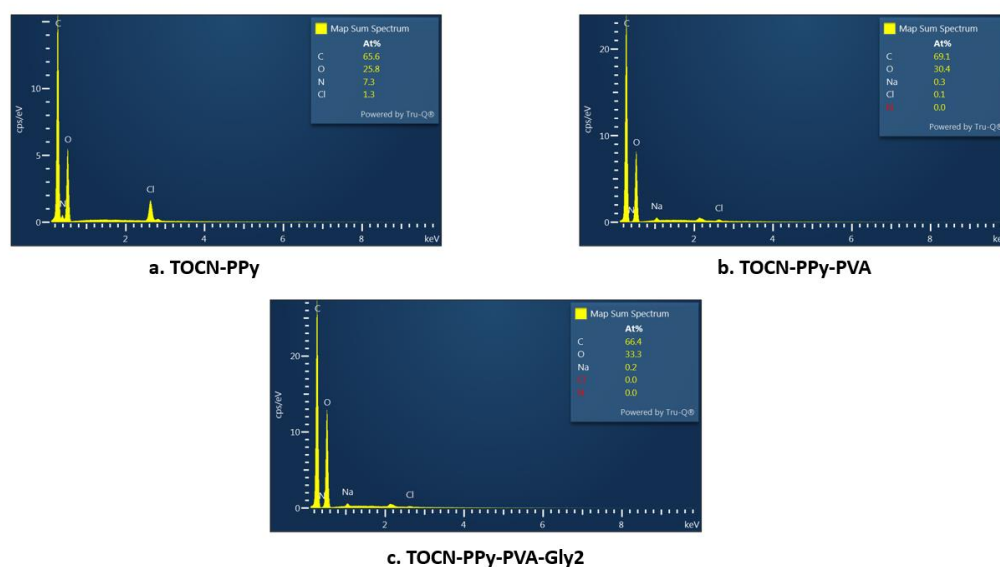 Map Sum Spectrum
At%
C 65.6
O 25.8
N 7.3
Cl 1.3
Powered by Tru-Q®
cps/eV
10
5
0
C
O
N
Cl
2 4 6 8 keV
a. TOCN-PPy
Map Sum Spectrum
At%
C 69.1
O 30.4
Na 0.3
Cl 0.1
0.0
Powered by Tru-Q®
cps/eV
20
10
0
C
O
N
Na
Cl
2 4 6 8
b. TOCN-PPy-PVA
Map Sum Spectrum
At%
C 66.4
O 33.3
Na 0.2
0.0
0.0
Powered by Tru-Q®
cps/eV
20
10
0
C
O
N
Na
Cl
2 4 6 8 keV
c. TOCN-PPy-PVA-Gly2